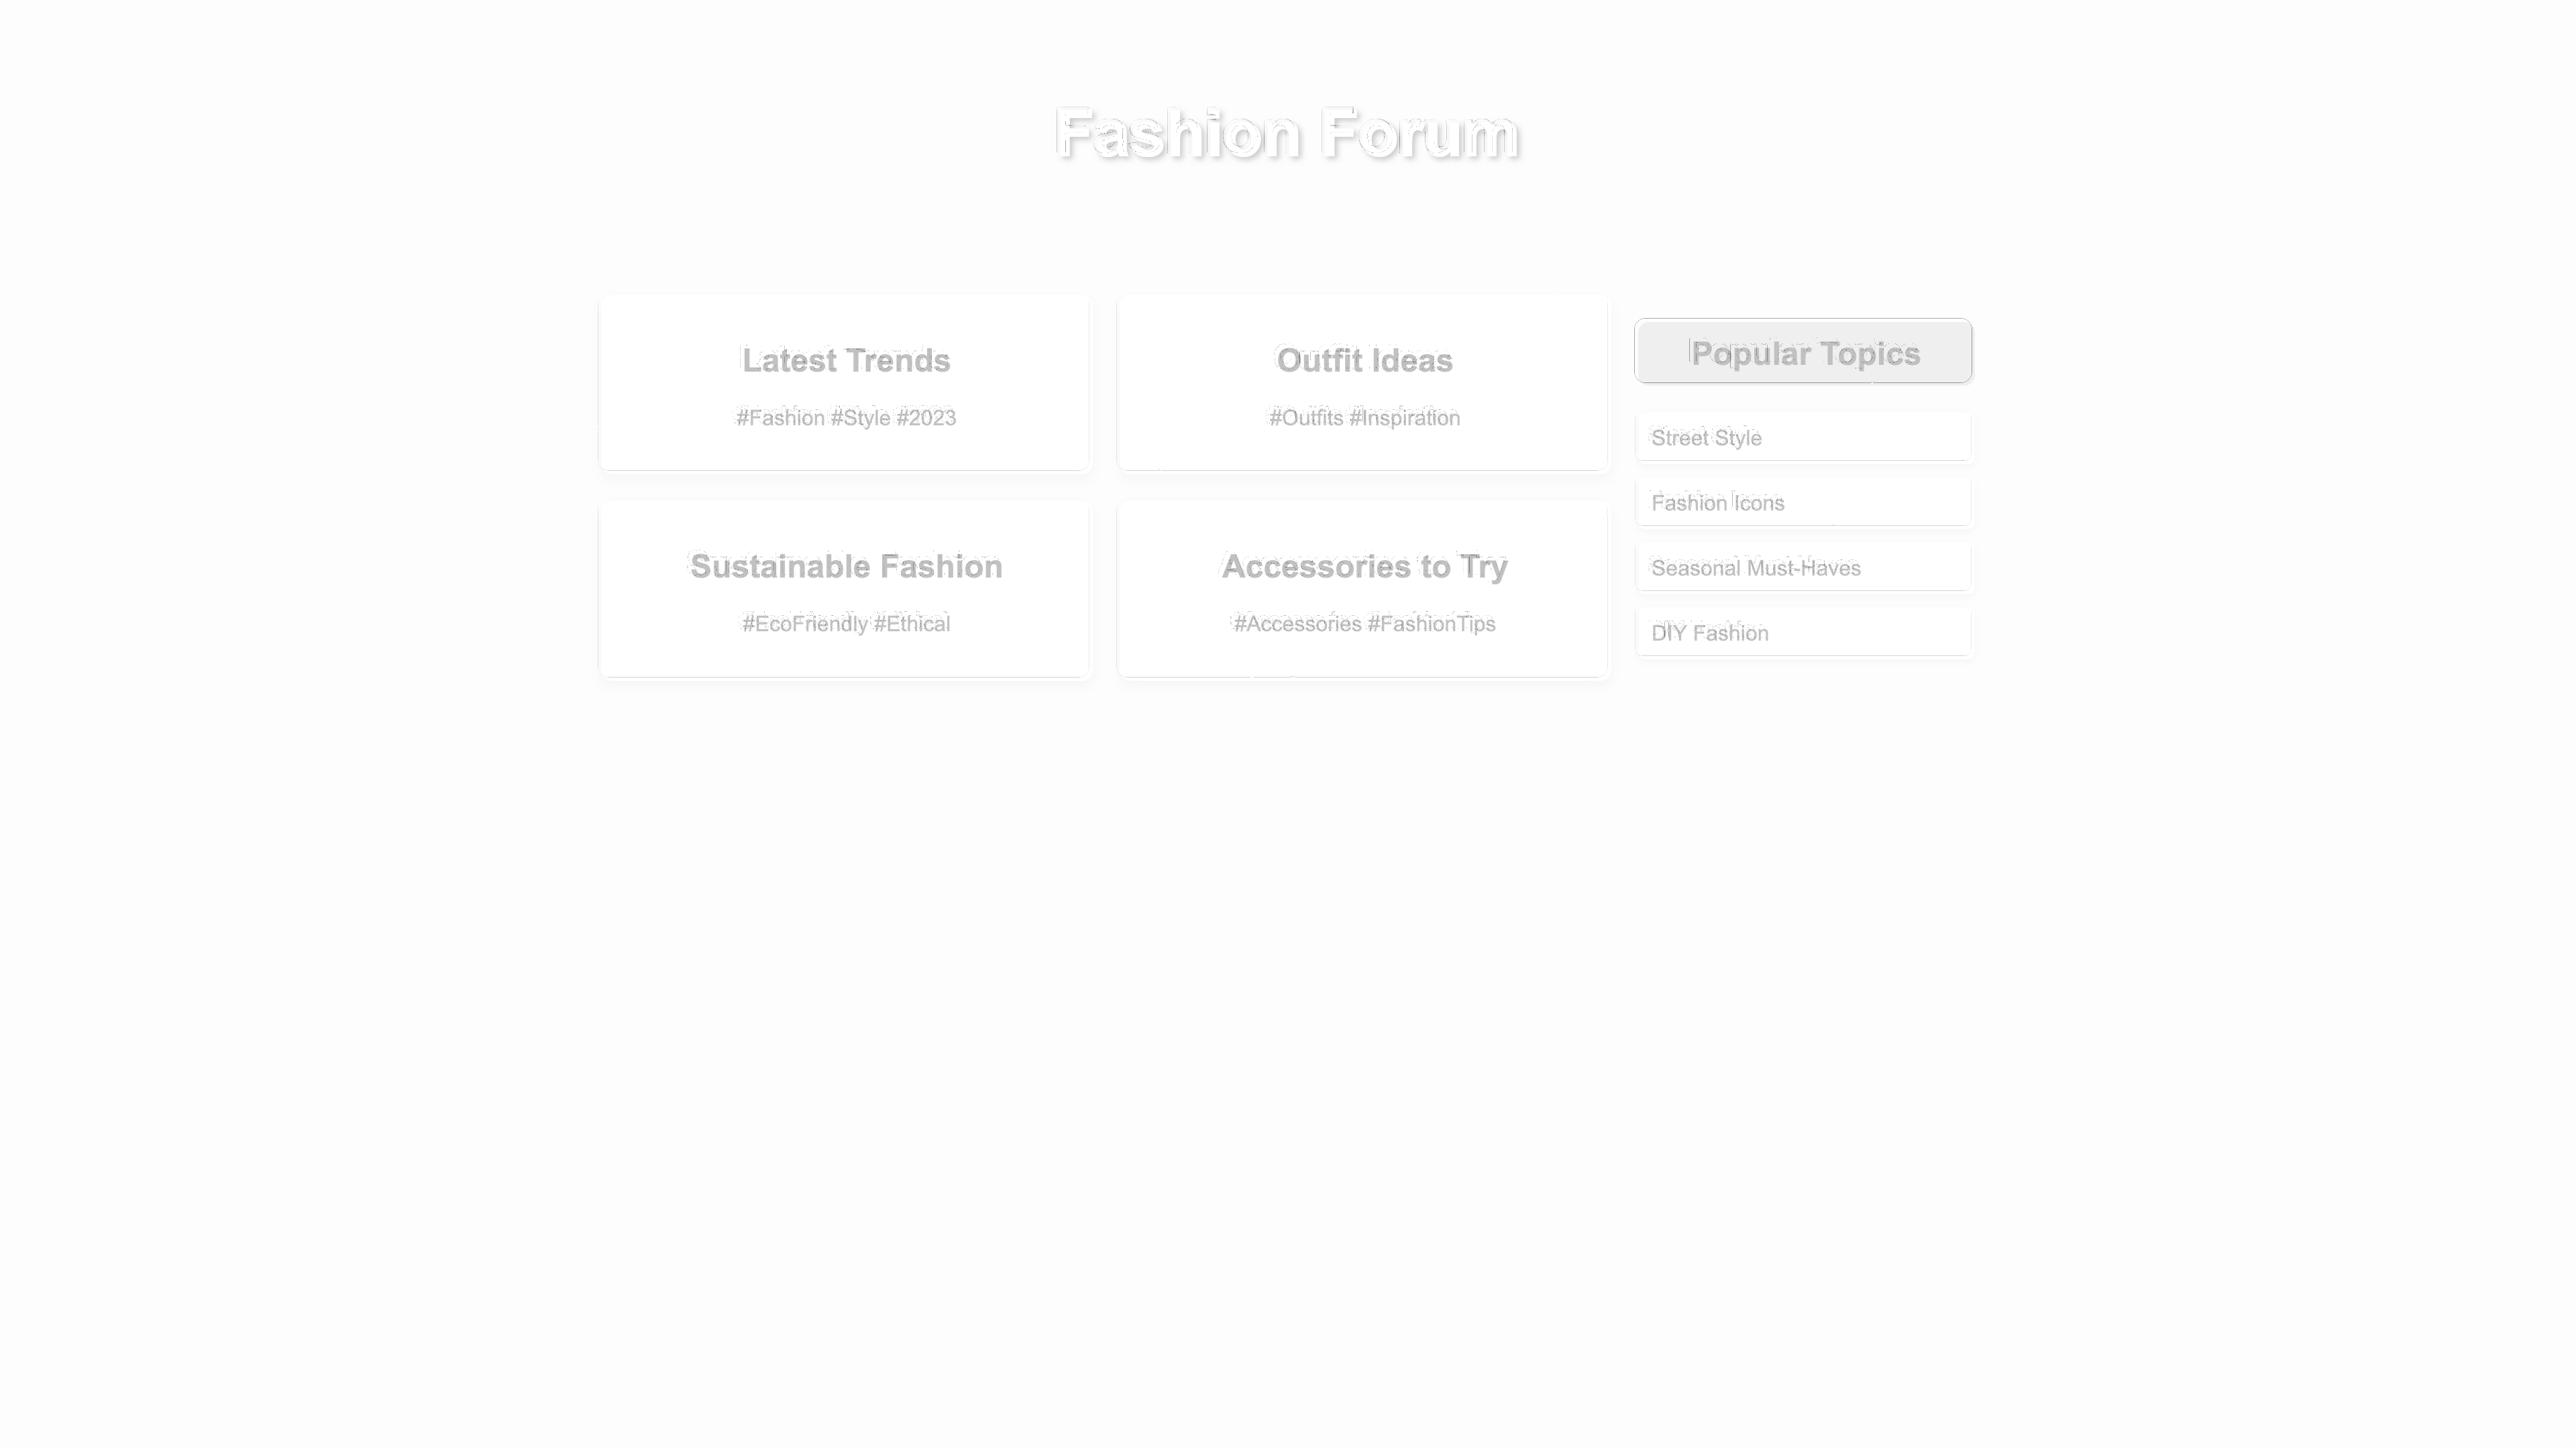 Fashion Forum
Latest Trends
#Fashion #Style #2023
Outfit Ideas
#Outfits #Inspiration
Sustainable Fashion
#EcoFriendly #Ethical
Accessories to Try
#Accessories #FashionTips
Popular Topics
Street Style
Fashion Icons
Seasonal Must-Haves
DIY Fashion